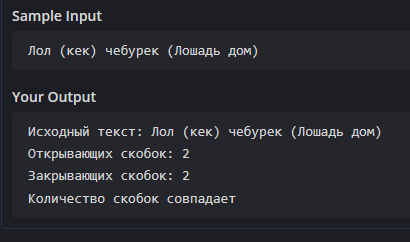 Sample Input
Лол (кек) чебурек (Лошадь дом)
Your Output
Исходный текст: Лол (кек) чебурек (Лошадь дом)
Открывающих скобок: 2
Закрывающих скобок: 2
Количество скобок совпадает